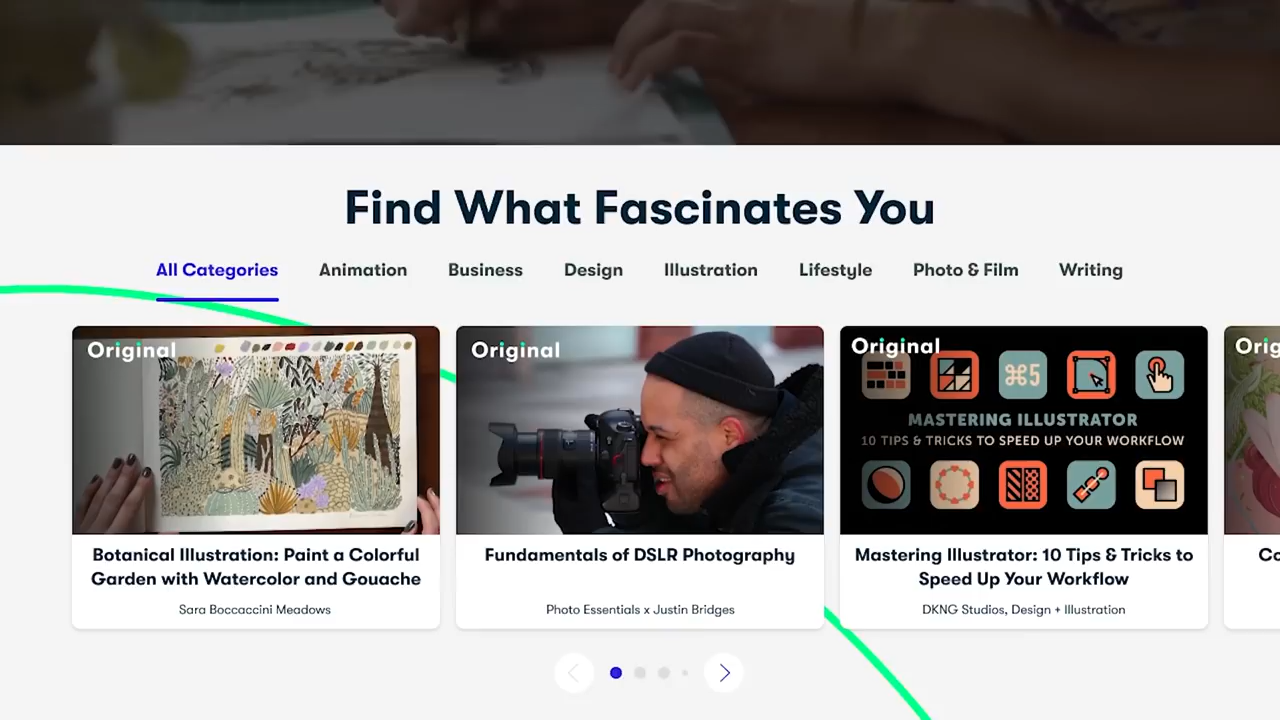 Find What Fascinates You
All Categories Animation Business Design Illustration Lifestyle Photo & Film Writing
Original
Botanical Illustration: Paint a Colorful
Garden with Watercolor and Gouache
Sara Boccaccini Meadows
Original
Fundamentals of DSLR Photography
Photo Essentials x Justin Bridges
Original
⌘5
MASTERING ILLUSTRATOR
10 TIPS & TRICKS TO SPEED UP YOUR WORKFLOW
Mastering Illustrator: 10 Tips & Tricks to
Speed Up Your Workflow
DKNG Studios, Design + Illustration